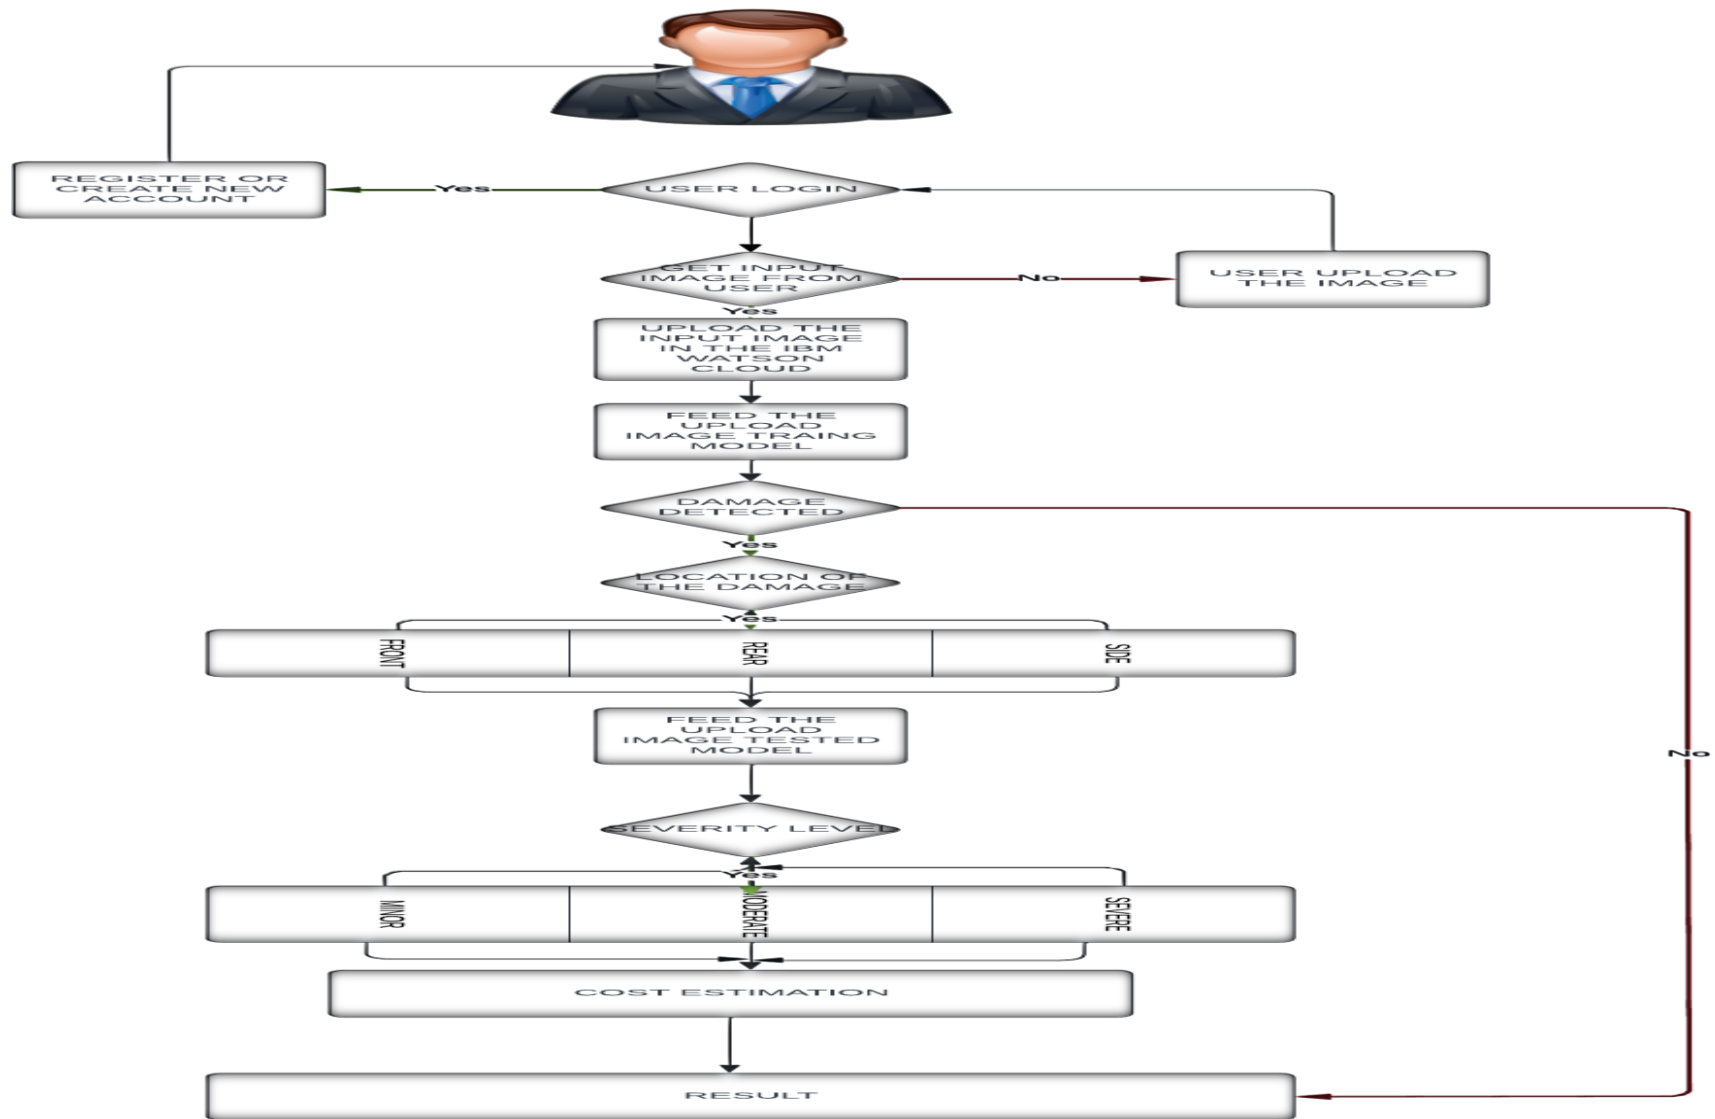 REGISTER OR
CREATE NEW
ACCOUNT
Yes
USER LOGIN
GET INPUT
IMAGE FROM
USER
No
USER UPLOAD
THE IMAGE
Yes
UPLOAD THE
INPUT IMAGE
IN THE IBM
WATSON
CLOUD
FEED THE
UPLOAD
IMAGE TRAING
MODEL
DAMAGE
DETECTED
Yes
LOCATION OF
THE DAMAGE
Yes
FRONT
REAR
SIDE
FEED THE
UPLOAD
IMAGE TESTED
MODEL
No
SEVERITY LEVEL
Yes
MINOR
MODERATE
SEVERE
COST ESTIMATION
RESULT